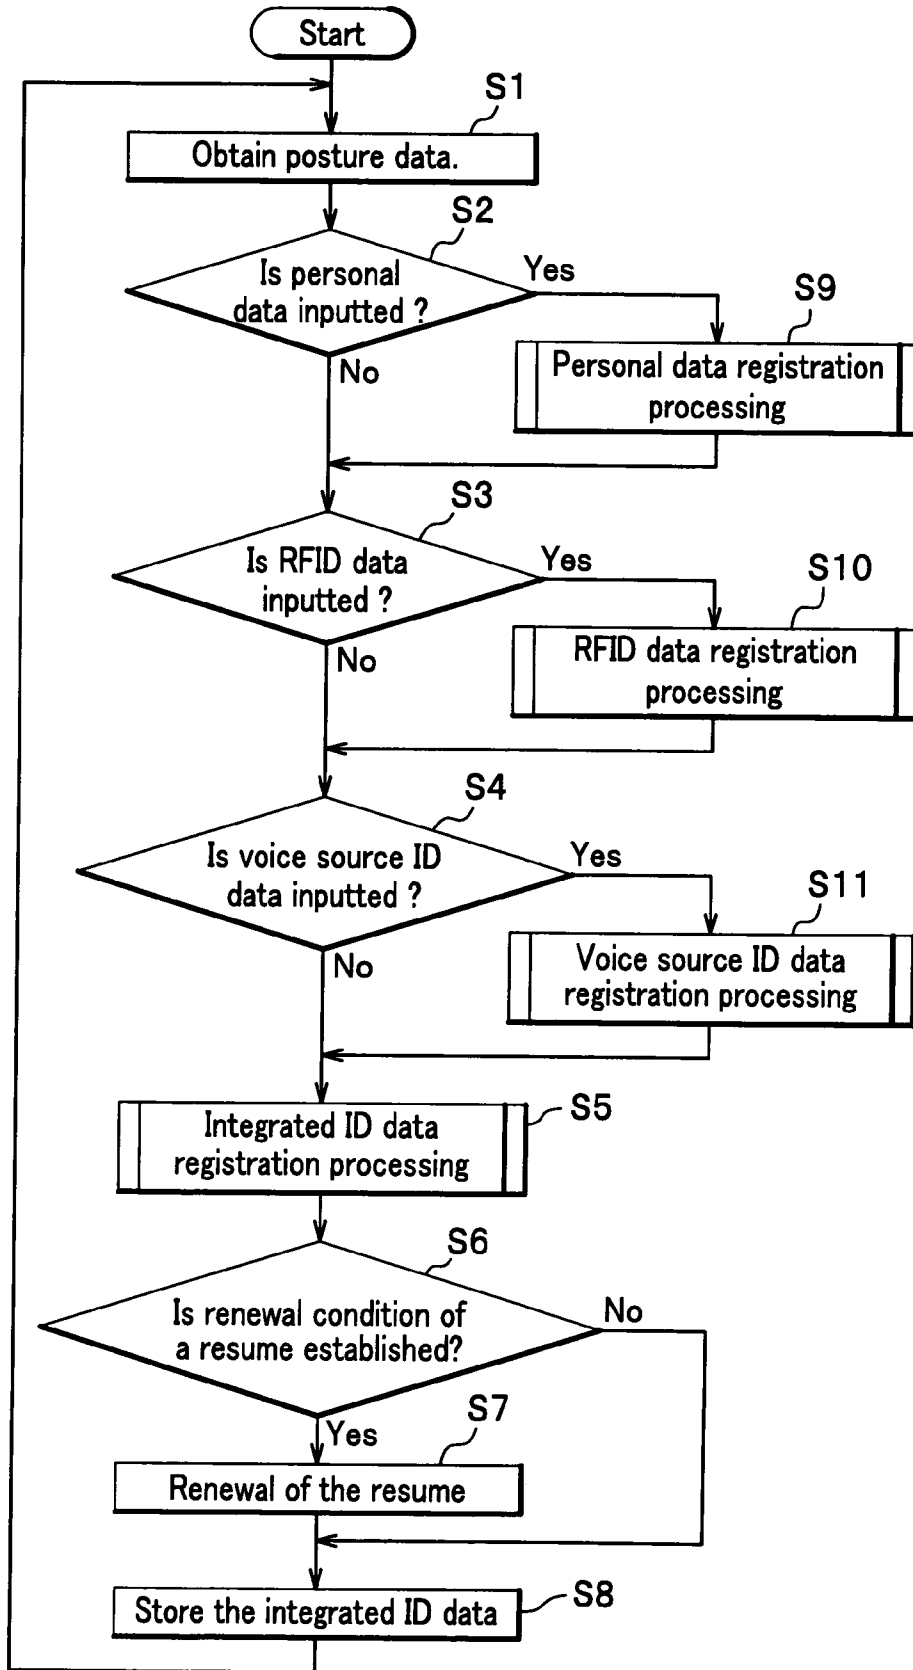 Start
S1
Obtain posture data.
S2
Is personal
data inputted ?
Yes
No
S9
Personal data registration
processing
S3
Is RFID data
inputted ?
Yes
No
S10
RFID data registration
processing
S4
Is voice source ID
data inputted ?
Yes
No
S11
Voice source ID data
registration processing
S5
Integrated ID data
registration processing
S6
Is renewal condition of
a resume established?
No
Yes
S7
Renewal of the resume
S8
Store the integrated ID data